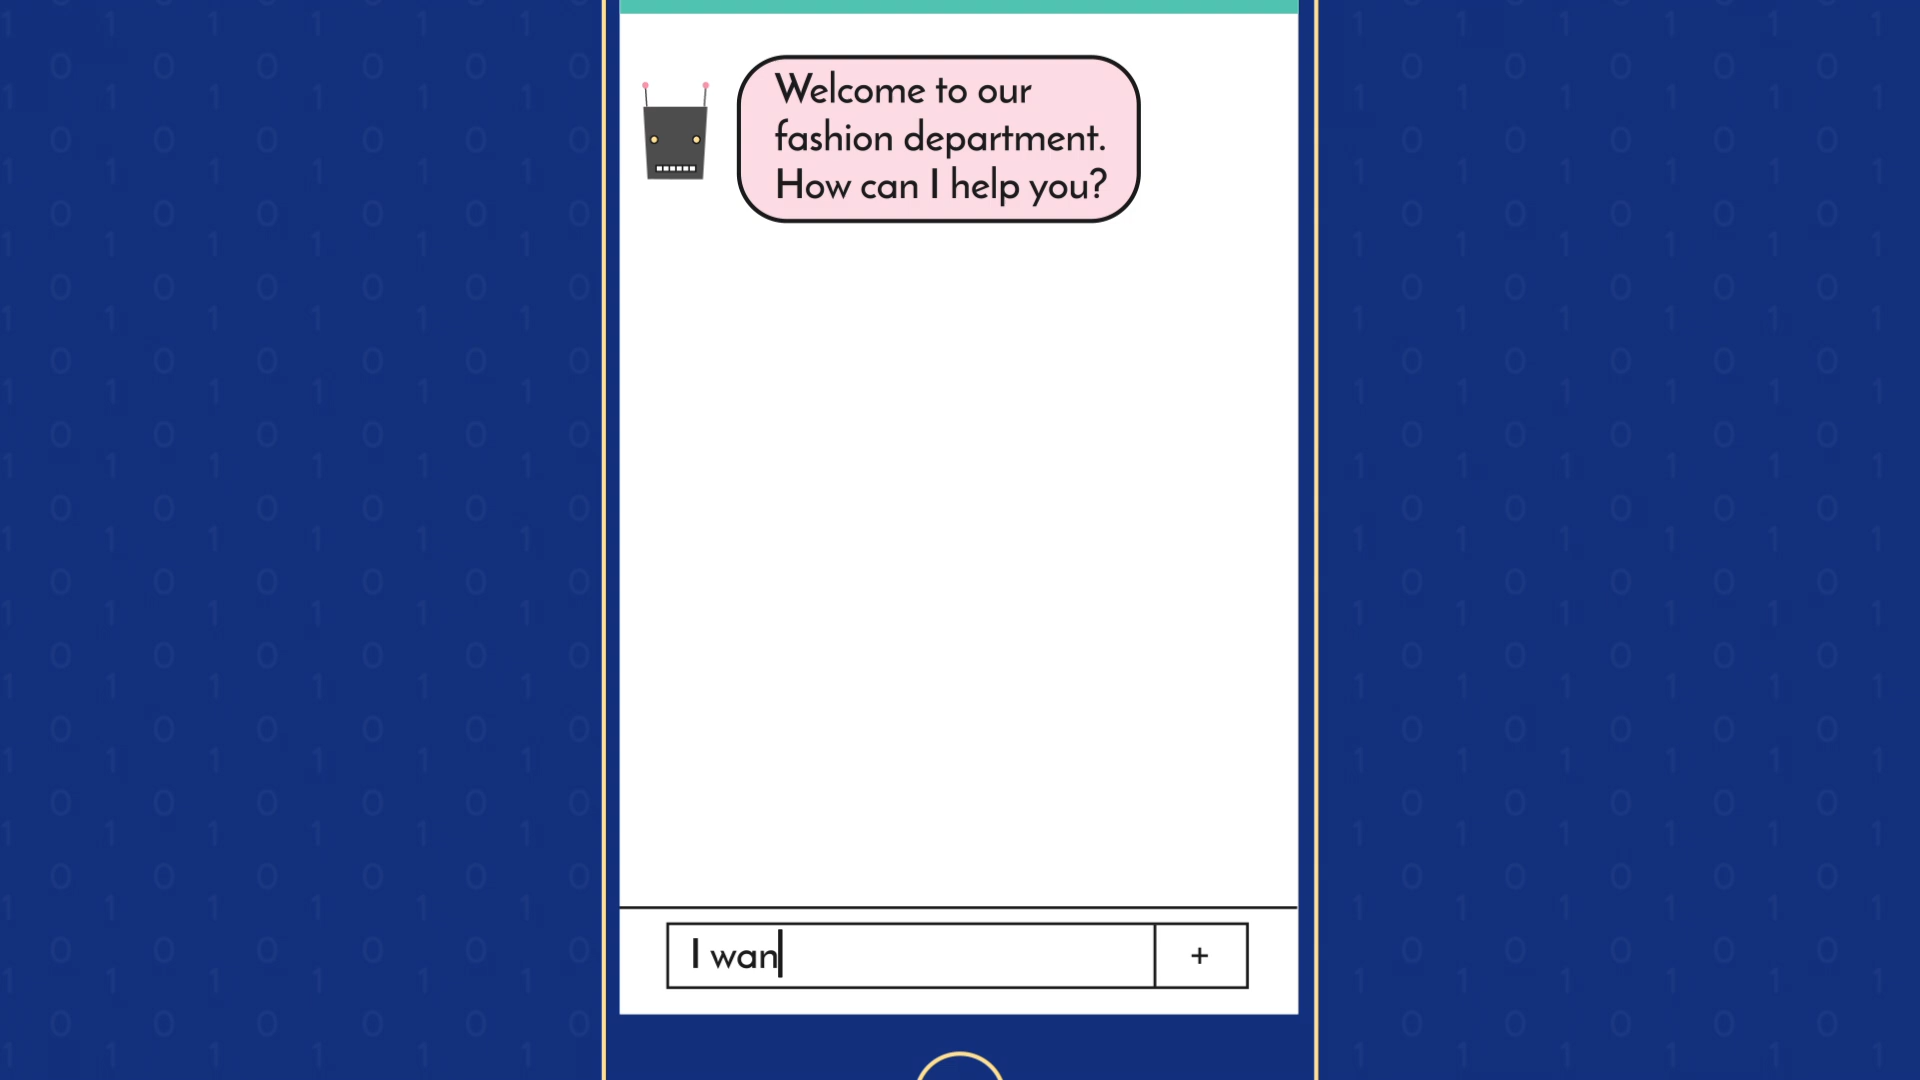 Welcome to our
fashion department.
How can I help you?
I wan
+